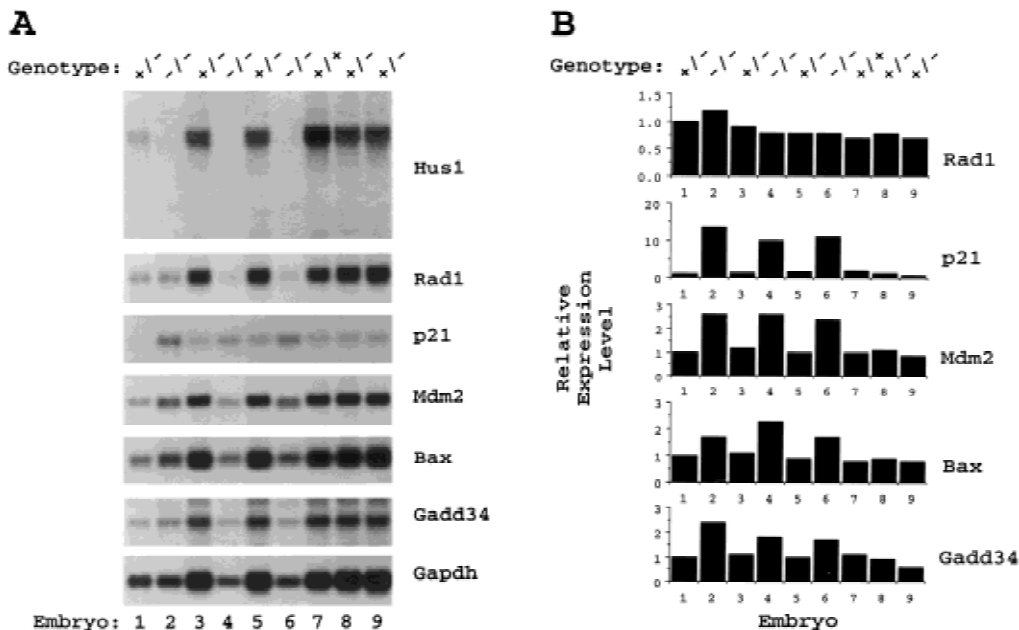 A
Genotype: +/- -/- +/- -/- +/- -/- +/+ +/- +/-
Hus1
Rad1
p21
Mdm2
Bax
Gadd34
Gapdh
Embryo: 1 2 3 4 5 6 7 8 9
B
Genotype: +/- -/- +/- -/- +/- -/- +/+ +/- +/-
Relative
Expression
Level
1.5
1.0
0.5
0.0
1 2 3 4 5 6 7 8 9
Rad1
20
10
0
1 2 3 4 5 6 7 8 9
p21
3
2
1
0
1 2 3 4 5 6 7 8 9
Mdm2
3
2
1
0
1 2 3 4 5 6 7 8 9
Bax
3
2
1
0
1 2 3 4 5 6 7 8 9
Gadd34
Embryo